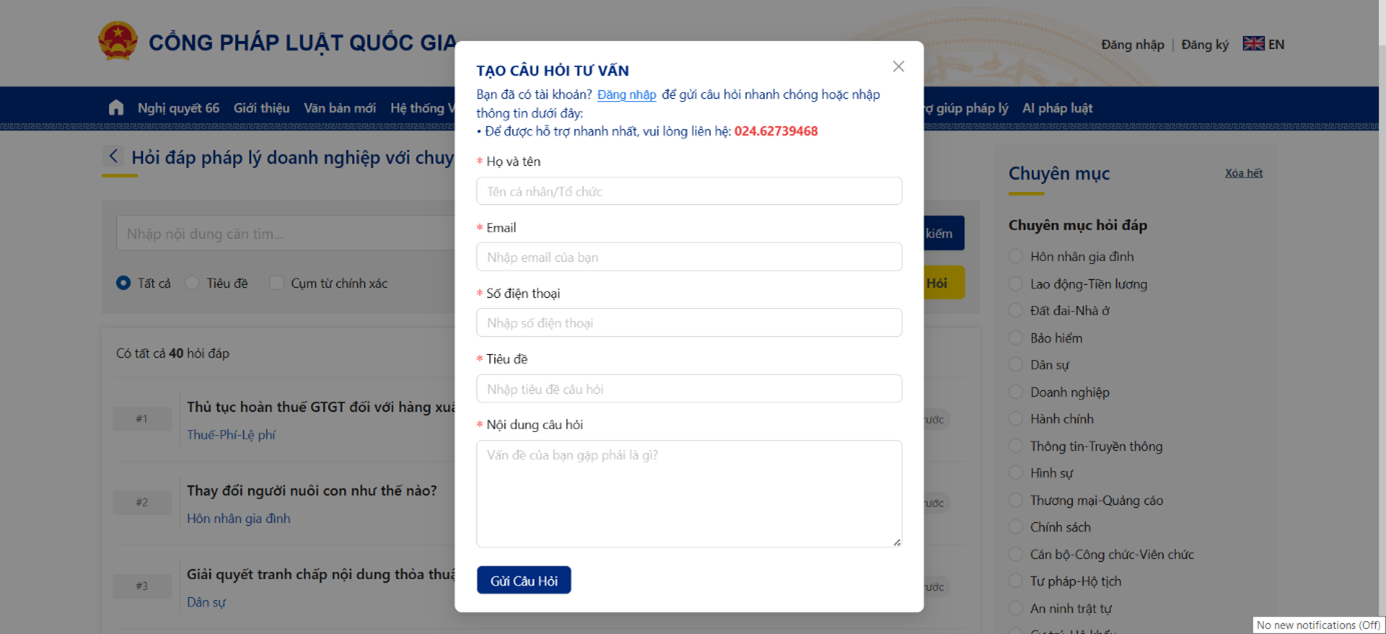 CỔNG PHÁP LUẬT QUỐC GIA
Đăng nhập | Đăng ký EN
Nghị quyết 66 Giới thiệu Văn bản mới Hệ thống
giúp pháp lý AI pháp luật
Hỏi đáp pháp lý doanh nghiệp với
Nhập nội dung cần tìm...
kiếm
Tất cả Tiêu đề Cụm từ chính xác
Hỏi
Có tất cả 40 hỏi đáp
#1
Thủ tục hoàn thuế GTGT đối với hàng
Thuế-Phí-Lệ phí
#2
Thay đổi người nuôi con như thế nào?
Hôn nhân gia đình
#3
Giải quyết tranh chấp nội dung thỏa
Dân sự
TẠO CÂU HỎI TƯ VẤN
Bạn đã có tài khoản? Đăng nhập để gửi câu hỏi nhanh chóng hoặc nhập
thông tin dưới đây:
• Để được hỗ trợ nhanh nhất, vui lòng liên hệ: 024.62739468
* Họ và tên
Tên cá nhân/Tổ chức
* Email
Nhập email của bạn
* Số điện thoại
Nhập số điện thoại
* Tiêu đề
Nhập tiêu đề câu hỏi
* Nội dung câu hỏi
Vấn đề của bạn gặp phải là gì?
Gửi Câu Hỏi
Chuyên mục
Xóa hết
Chuyên mục hỏi đáp
Hôn nhân gia đình
Lao động-Tiền lương
Đất đai-Nhà ở
Bảo hiểm
Dân sự
Doanh nghiệp
Hành chính
Thông tin-Truyền thông
Hình sự
Thương mại-Quảng cáo
Chính sách
Cán bộ-Công chức-Viên chức
Tư pháp-Hộ tịch
An ninh trật tự
No new notifications (Off)